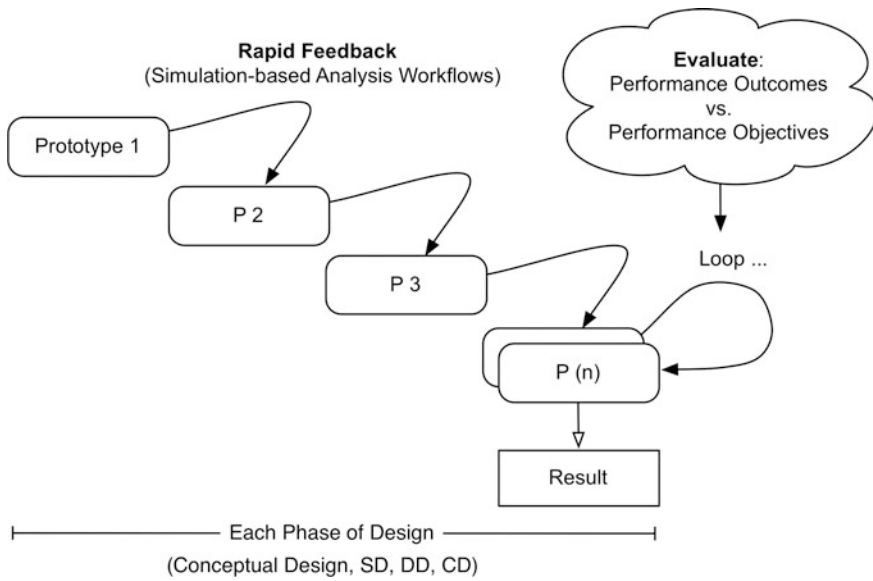 Rapid Feedback
(Simulation-based Analysis Workflows)
Evaluate:
Performance Outcomes
vs.
Performance Objectives
Prototype 1
P 2
P 3
Loop ...
P (n)
Result
Each Phase of Design
(Conceptual Design, SD, DD, CD)